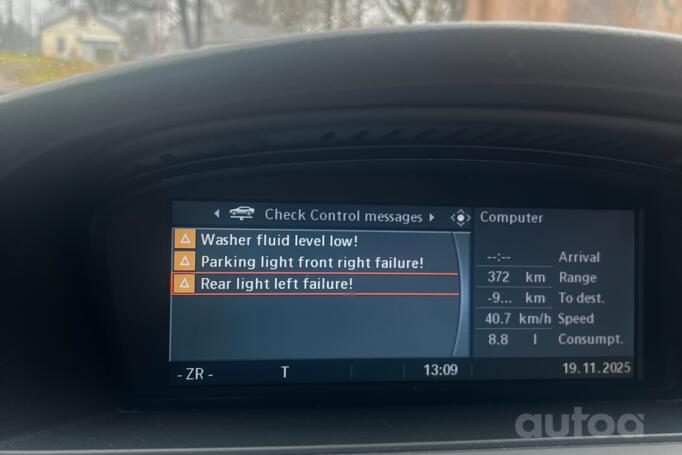 Check Control messages
Washer fluid level low!
Parking light front right failure!
Rear light left failure!
Computer
--:-- Arrival
372 km Range
-9... km To dest.
40.7 km/h Speed
8.8 l Consumpt.
- ZR - T 13:09 19.11.2025
autoa